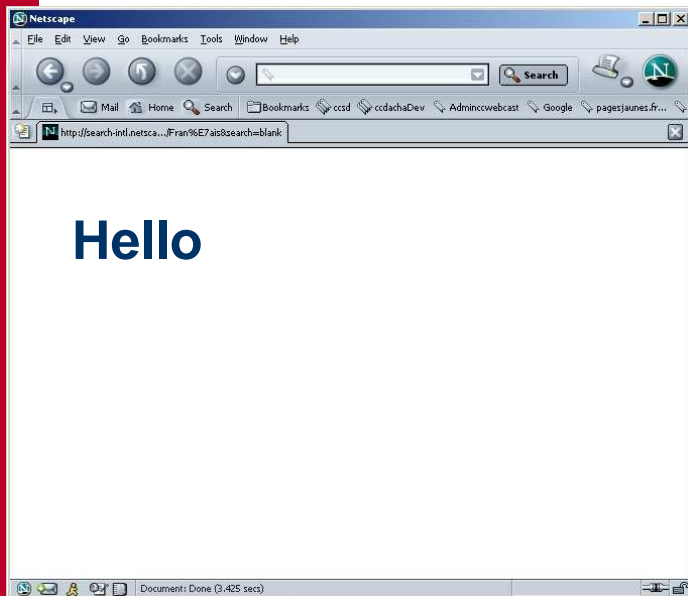 Netscape
File Edit View Go Bookmarks Tools Window Help
Search
Mail Home Search Bookmarks ccsd ccdachaDev Adminccwebcast Google pagesjaunes.fr...
http://search-intl.netsca.../Fran%E7ais&search=blank
Hello
Document: Done (3.425 secs)